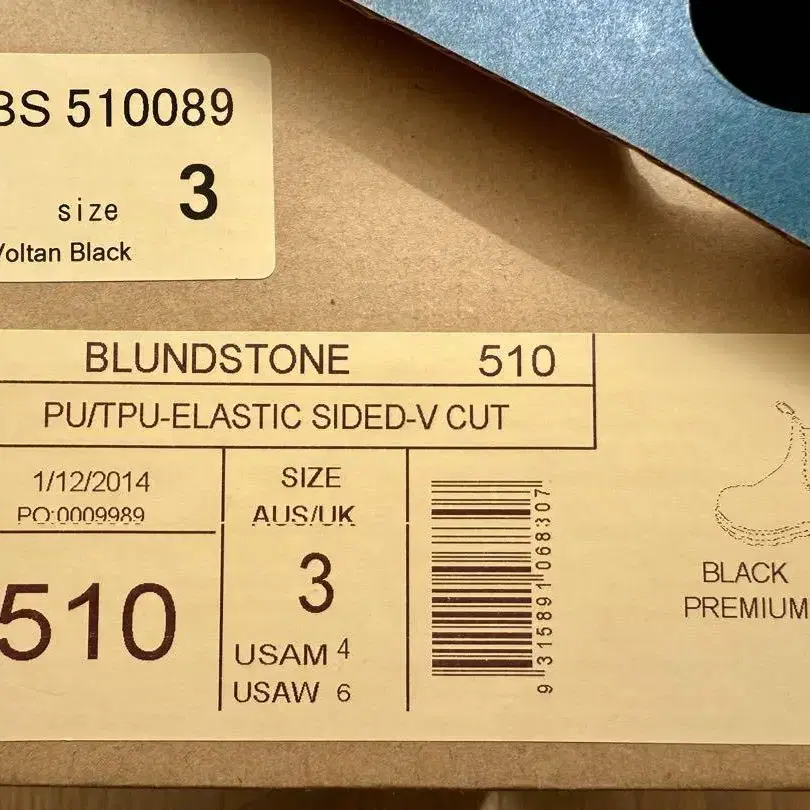 BS 510089
size 3
Voltan Black
BLUNDSTONE 510
PU/TPU-ELASTIC SIDED-V CUT
1/12/2014
PO:0009989
510
SIZE
AUS/UK
3
USAM 4
USAW 6
9 315891 068307
BLACK
PREMIUM